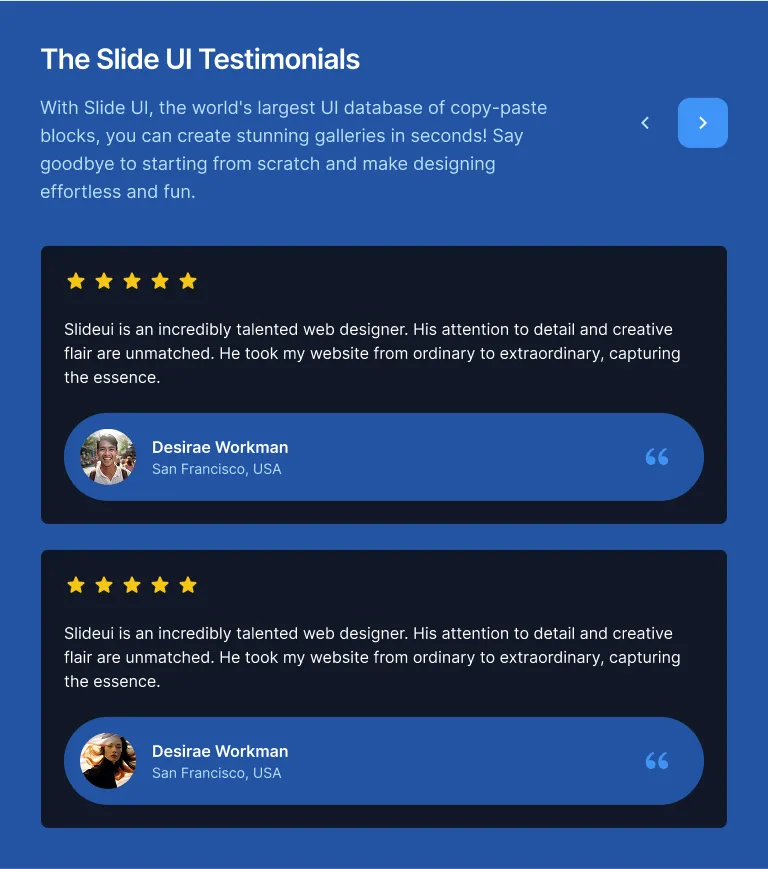 The Slide UI Testimonials
With Slide UI, the world's largest UI database of copy-paste
blocks, you can create stunning galleries in seconds! Say
goodbye to starting from scratch and make designing
effortless and fun.
Slideui is an incredibly talented web designer. His attention to detail and creative
flair are unmatched. He took my website from ordinary to extraordinary, capturing
the essence.
Desirae Workman
San Francisco, USA
Slideui is an incredibly talented web designer. His attention to detail and creative
flair are unmatched. He took my website from ordinary to extraordinary, capturing
the essence.
Desirae Workman
San Francisco, USA